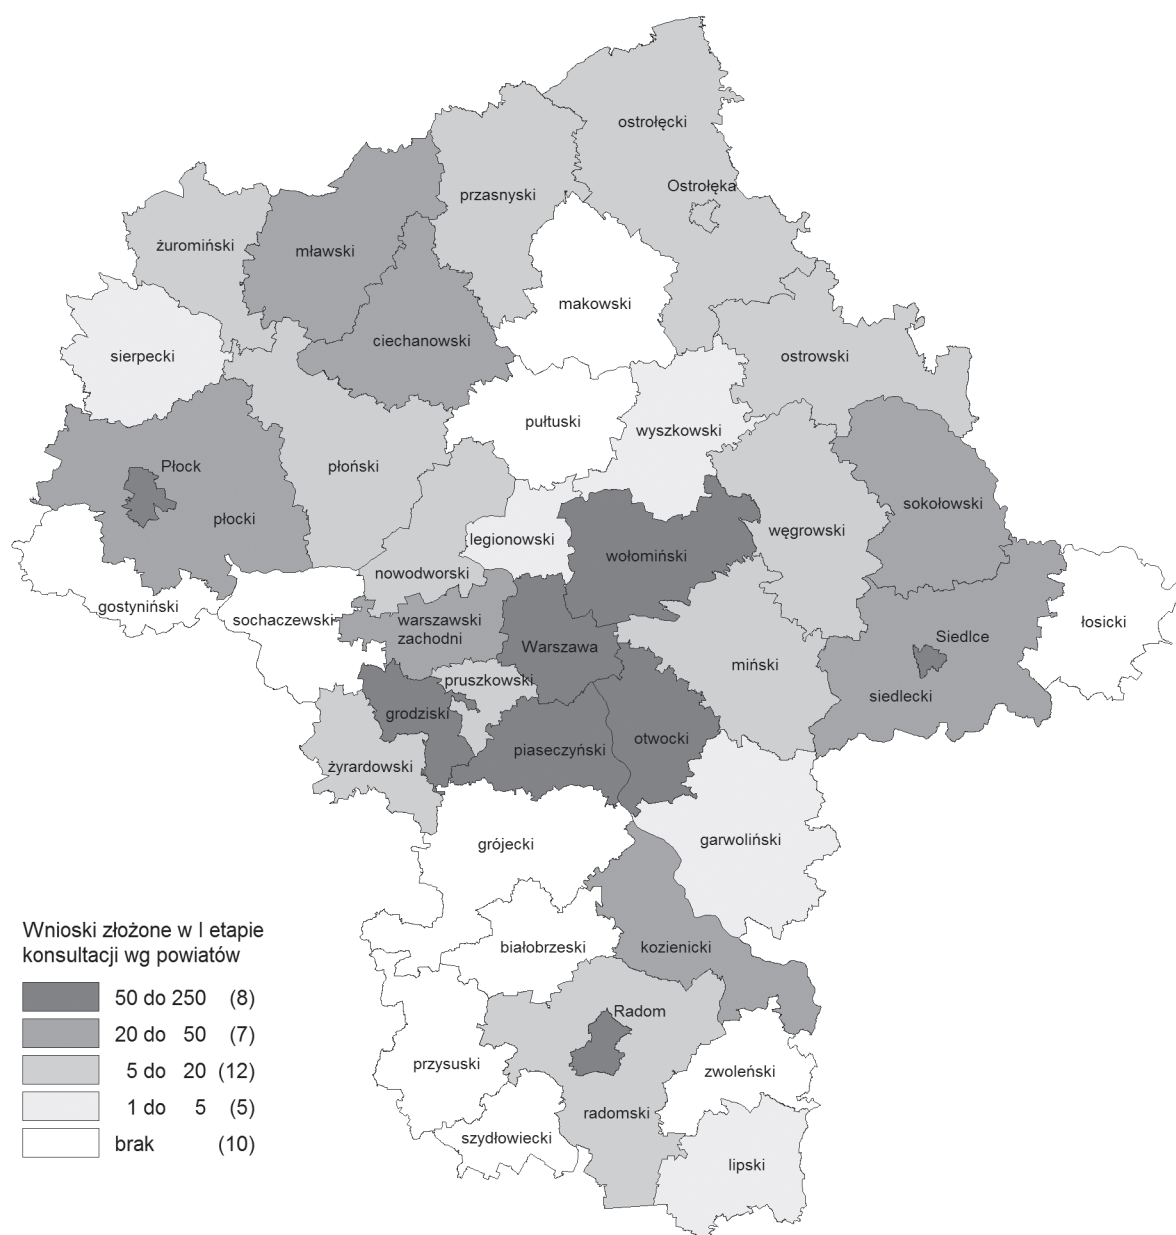 ostrołęcki
Ostrołęka
przasnyski
żuromiński
mławski
makowski
ciechanowski
sierpecki
ostrowski
pułtuski
wyszkowski
Płock
płoński
płocki
sokołowski
węgrowski
legionowski
wołomiński
nowodworski
gostyniński
sochaczewski
warszawski
zachodni
łosicki
Siedlce
Warszawa
miński
pruszkowski
siedlecki
grodziski
piaseczyński
otwocki
żyrardowski
grójecki
garwoliński
białobrzeski
kozienicki
Radom
przysuski
zwoleński
radomski
szydłowiecki
lipski
Wnioski złożone w I etapie
konsultacji wg powiatów
50 do 250 (8)
20 do 50 (7)
5 do 20 (12)
1 do 5 (5)
brak (10)